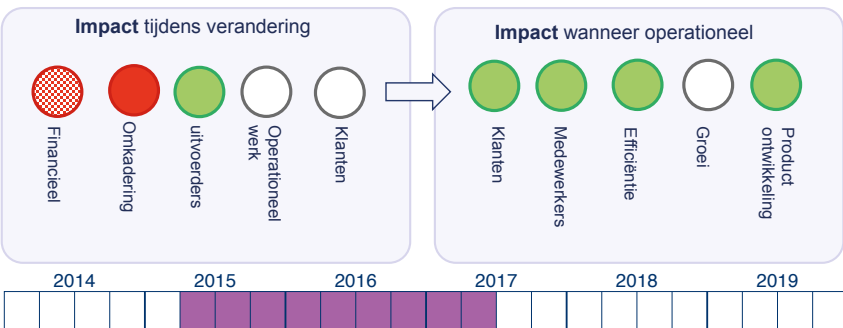 Impact tijdens verandering
Financieel
Omkadering
uitvoerders
Operationeel
werk
Klanten
Impact wanneer operationeel
Klanten
Medewerkers
Efficiëntie
Groei
Product
ontwikkeling
2014 2015 2016 2017 2018 2019